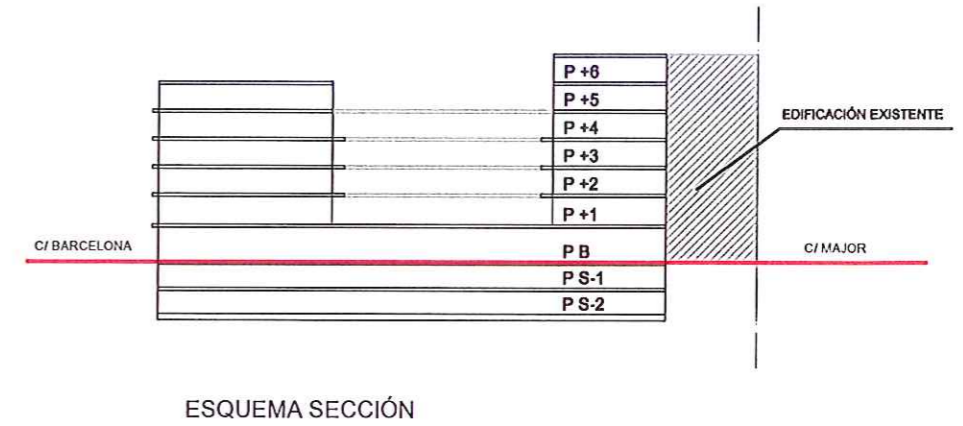 P +6
P +5
EDIFICACIÓN EXISTENTE
P +4
P +3
P +2
P +1
C/ BARCELONA
P B
C/ MAJOR
P S-1
P S-2
ESQUEMA SECCIÓN